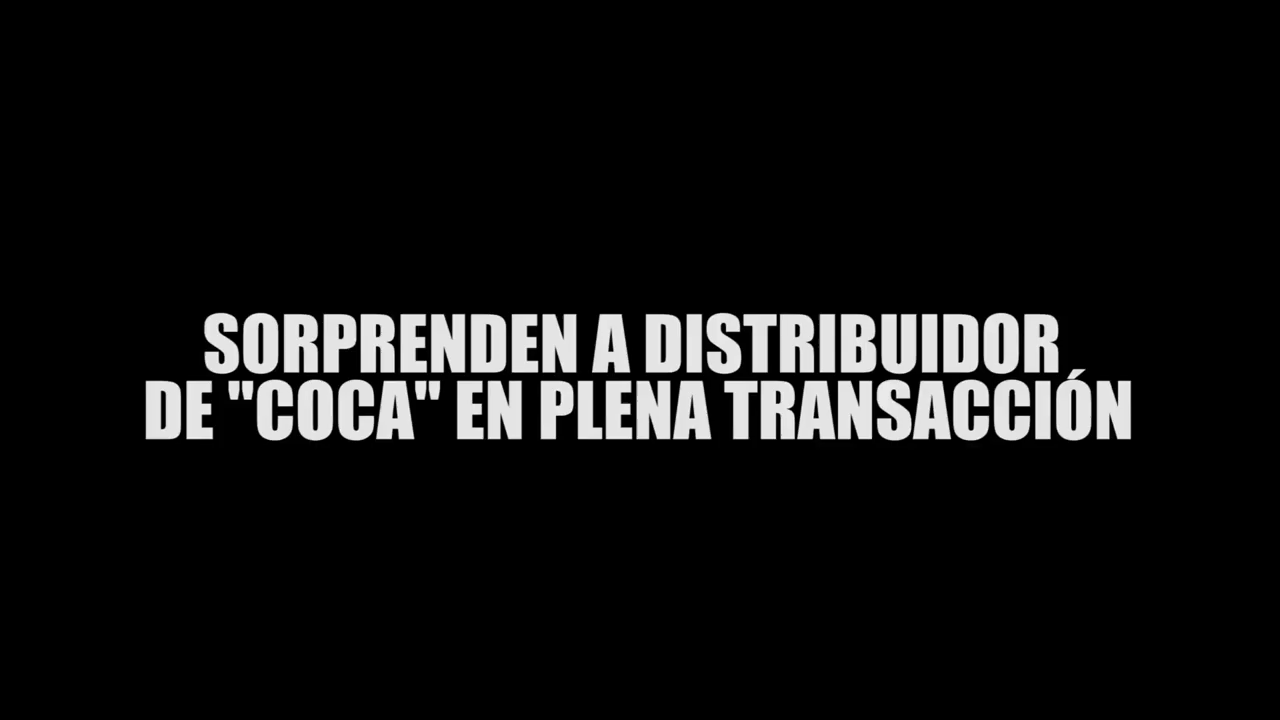 SORPRENDEN A DISTRIBUIDOR
DE "COCA" EN PLENA TRANSACCIÓN